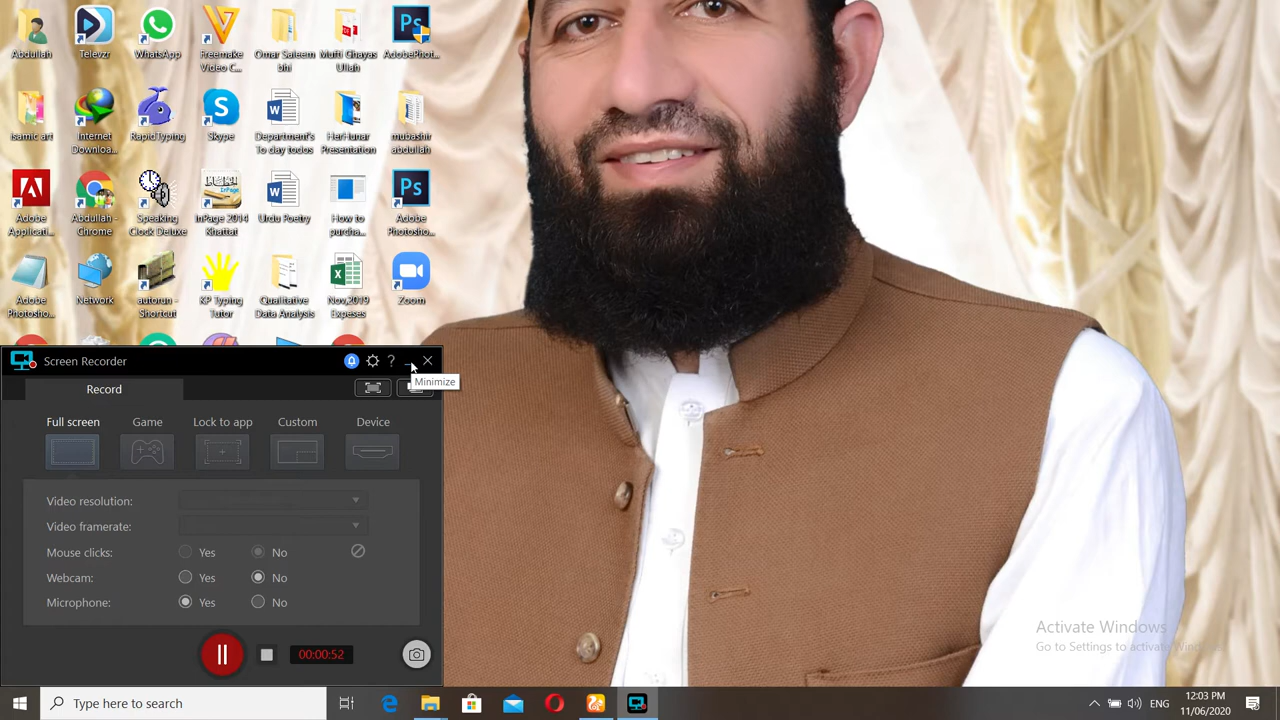 Abdullah
Televzr
WhatsApp
Freemake
Video C...
Omar Saleem
bhi
Mufti Ghayas
Ullah
AdobePhot...
isamic art
Internet
Downloa...
RapidTyping
Skype
Department's
To day todos
HerHunar
Presentation
mubashir
abdullah
Adobe
Applicati...
Abdullah -
Chrome
Speaking
Clock Deluxe
InPage 2014
Khattat
Urdu Poetry
How to
purcha...
Adobe
Photosho...
Adobe
Photosho...
Network
autorun -
Shortcut
KP Typing
Tutor
Qualitative
Data Analysis
Nov,2019
Expeses
Zoom
Screen Recorder
?
Minimize
Record
Full screen
Game
Lock to app
Custom
Device
Video resolution:
Video framerate:
Mouse clicks: Yes No
Webcam: Yes No
Microphone: Yes No
00:00:52
Activate Windows
Go to Settings to activate Windows.
Type here to search
ENG
12:03 PM
11/06/2020